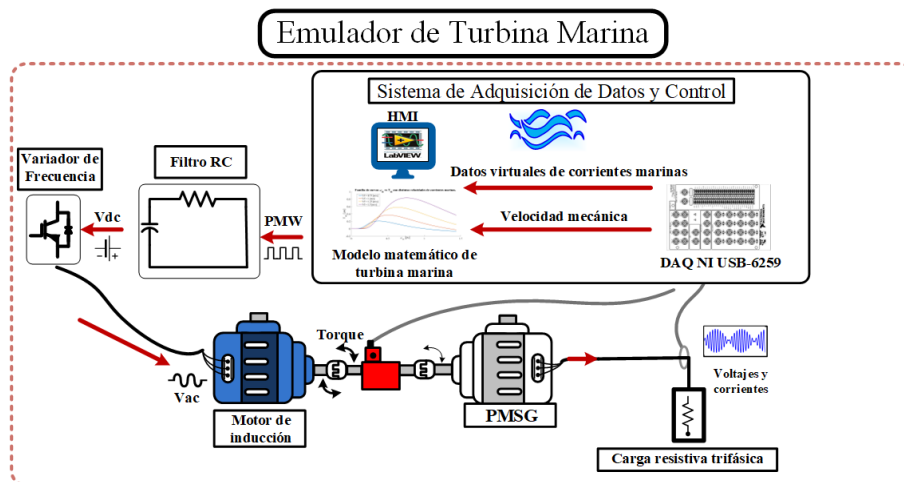 Emulador de Turbina Marina
Sistema de Adquisición de Datos y Control
HMI
LabVIEW
Datos virtuales de corrientes marinas
Velocidad mecánica
Modelo matemático de
turbina marina
DAQ NI USB-6259
Variador de
Frecuencia
Filtro RC
Vdc
PMW
Torque
Vac
Motor de
inducción
PMSG
Voltajes y
corrientes
Carga resistiva trifásica